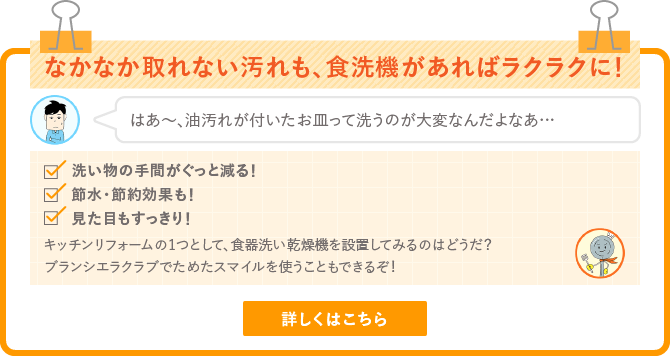 なかなか取れない汚れも、食洗機があればラクラクに！
はあ〜、油汚れが付いたお皿って洗うのが大変なんだよなあ…
洗い物の手間がぐっと減る！
節水・節約効果も！
見た目もすっきり！
キッチンリフォームの1つとして、食器洗い乾燥機を設置してみるのはどうだ？
ブランシエラクラブでためたスマイルを使うこともできるぞ！
詳しくはこちら